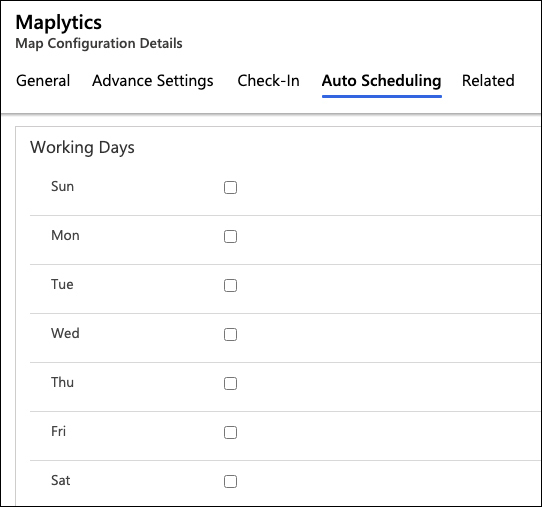 Maplytics
Map Configuration Details
General Advance Settings Check-In Auto Scheduling Related
Working Days
Sun
Mon
Tue
Wed
Thu
Fri
Sat